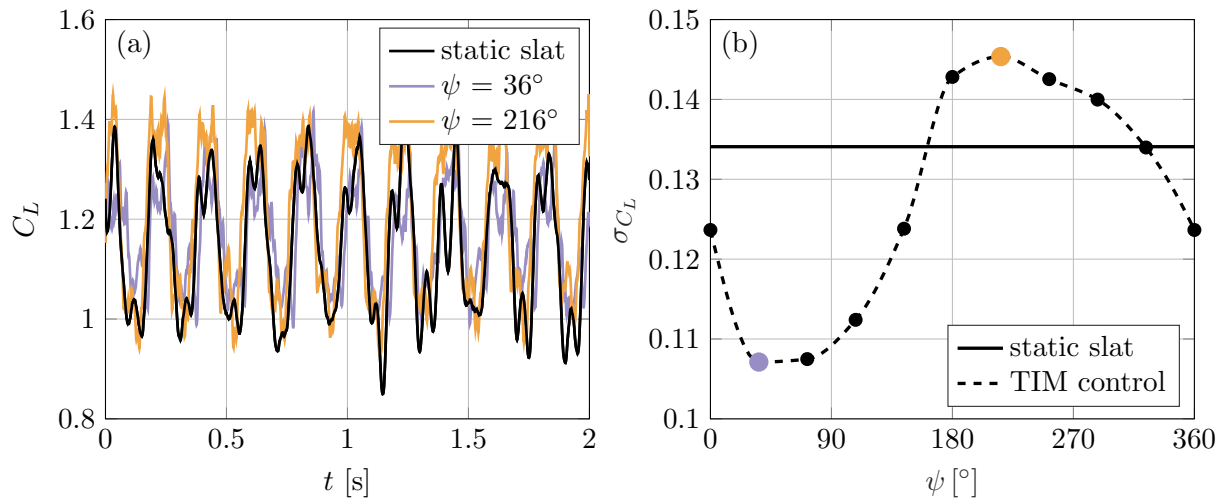 (a)
static slat
ψ = 36°
ψ = 216°
1.6
1.4
1.2
1
0.8
C_L
0
0.5
1
1.5
2
t [s]
(b)
0.15
0.14
0.13
0.12
0.11
0.1
σ_{C_L}
static slat
TIM control
0
90
180
270
360
ψ [°]